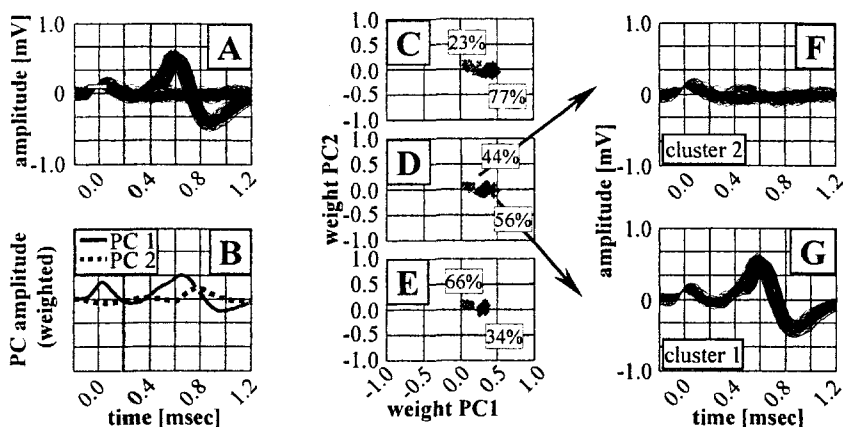 amplitude [mV]
1.0
0
-1.0
A
0.0
0.4
0.8
1.2
PC amplitude
(weighted)
PC 1
PC 2
B
0.0
0.4
0.8
1.2
time [msec]
weight PC2
1.0
0.5
0.0
-0.5
-1.0
C
23%
77%
1.0
0.5
0.0
-0.5
-1.0
D
44%
56%
1.0
0.5
0.0
-0.5
-1.0
E
66%
34%
-1.0
0.0
0.0
1.0
weight PC1
amplitude [mV]
1.0
0
-1.0
F
cluster 2
0.0
0.4
0.8
1.2
1.0
0
-1.0
G
cluster 1
0.0
0.4
0.8
1.2
time [msec]